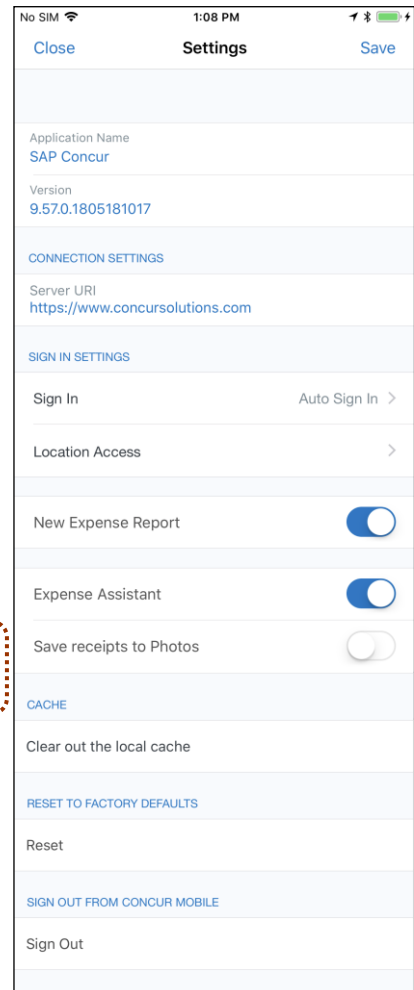 No SIM 1:08 PM
Close Settings Save
Application Name
SAP Concur
Version
9.57.0.1805181017
CONNECTION SETTINGS
Server URI
https://www.concursolutions.com
SIGN IN SETTINGS
Sign In Auto Sign In
Location Access
New Expense Report
Expense Assistant
Save receipts to Photos
CACHE
Clear out the local cache
RESET TO FACTORY DEFAULTS
Reset
SIGN OUT FROM CONCUR MOBILE
Sign Out